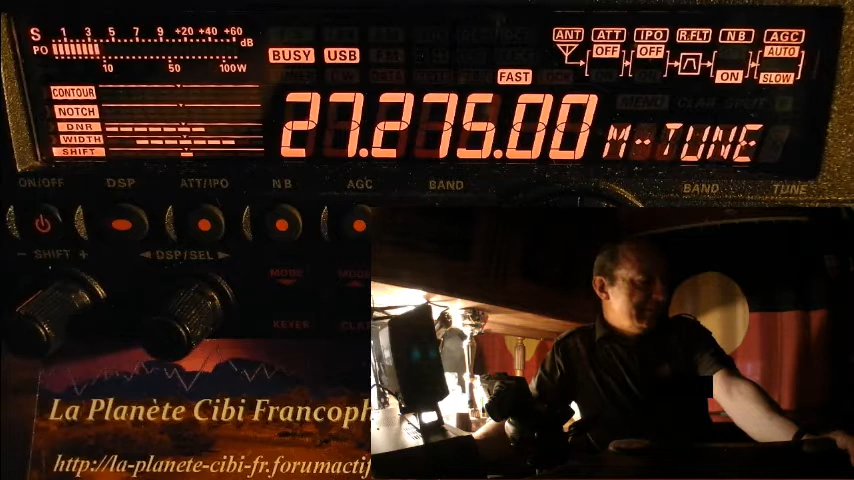 S 1 3 5 7 9 +20 +40 +60 dB
PO 10 50 100W
BUSY USB
FAST
ANT ATT IPO R.FLT NB AGC
OFF OFF AUTO
ON SLOW
CONTOUR
NOTCH
DNR
WIDTH
SHIFT
27.275.00 M-TUNE
ON/OFF DSP ATT/IPO NB AGC BAND BAND TUNE
− SHIFT + ◄ DSP/SEL ►
MODE MODE
KEYER
La Planète Cibi Francoph
http://la-planete-cibi-fr.forumactif